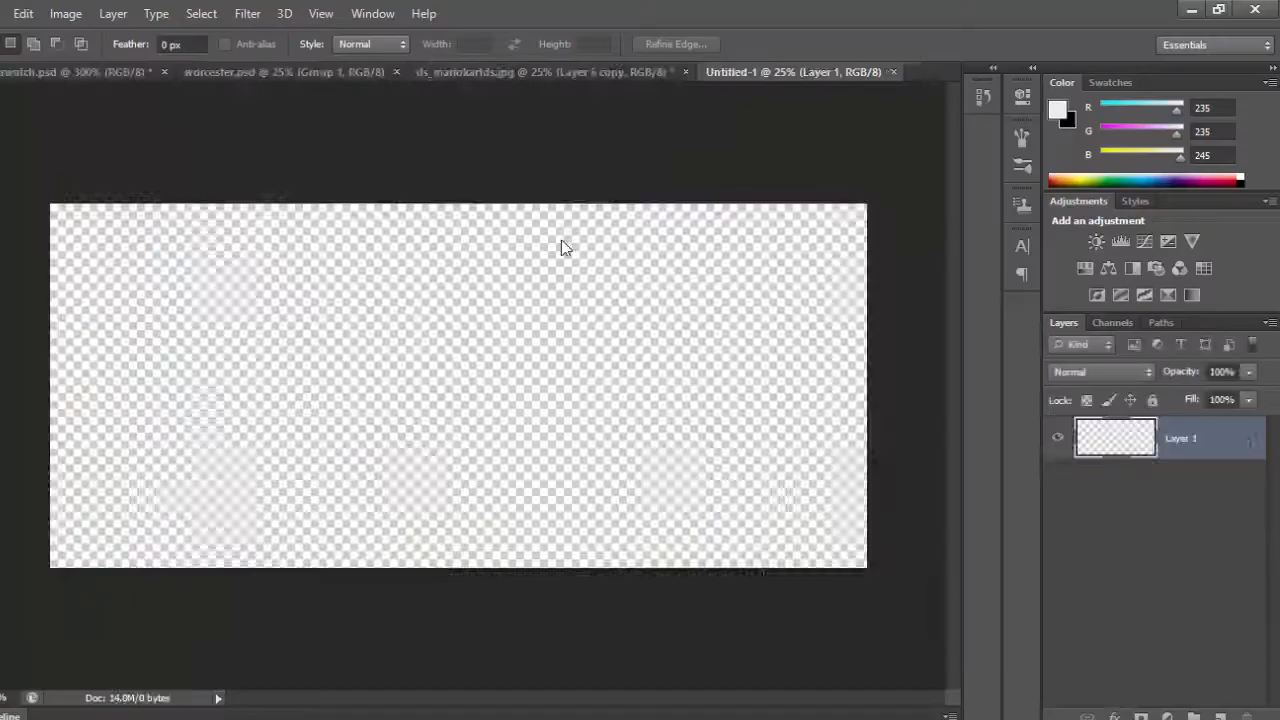 Edit Image Layer Type Select Filter 3D View Window Help
Feather: 0 px Anti-alias Style: Normal Width: Height: Refine Edge... Essentials
.psd @ 300% (RGB/8) * × worcester.psd @ 25% (Group 1, RGB/8) × ds_mariokartds.jpg @ 25% (Layer 6 copy, RGB/8) * × Untitled-1 @ 25% (Layer 1, RGB/8) ×
Color Swatches
R 235
G 235
B 245
Adjustments Styles
Add an adjustment
Layers Channels Paths
Kind
Normal Opacity: 100%
Lock: Fill: 100%
Layer 1
% Doc: 14.0M/0 bytes
eline